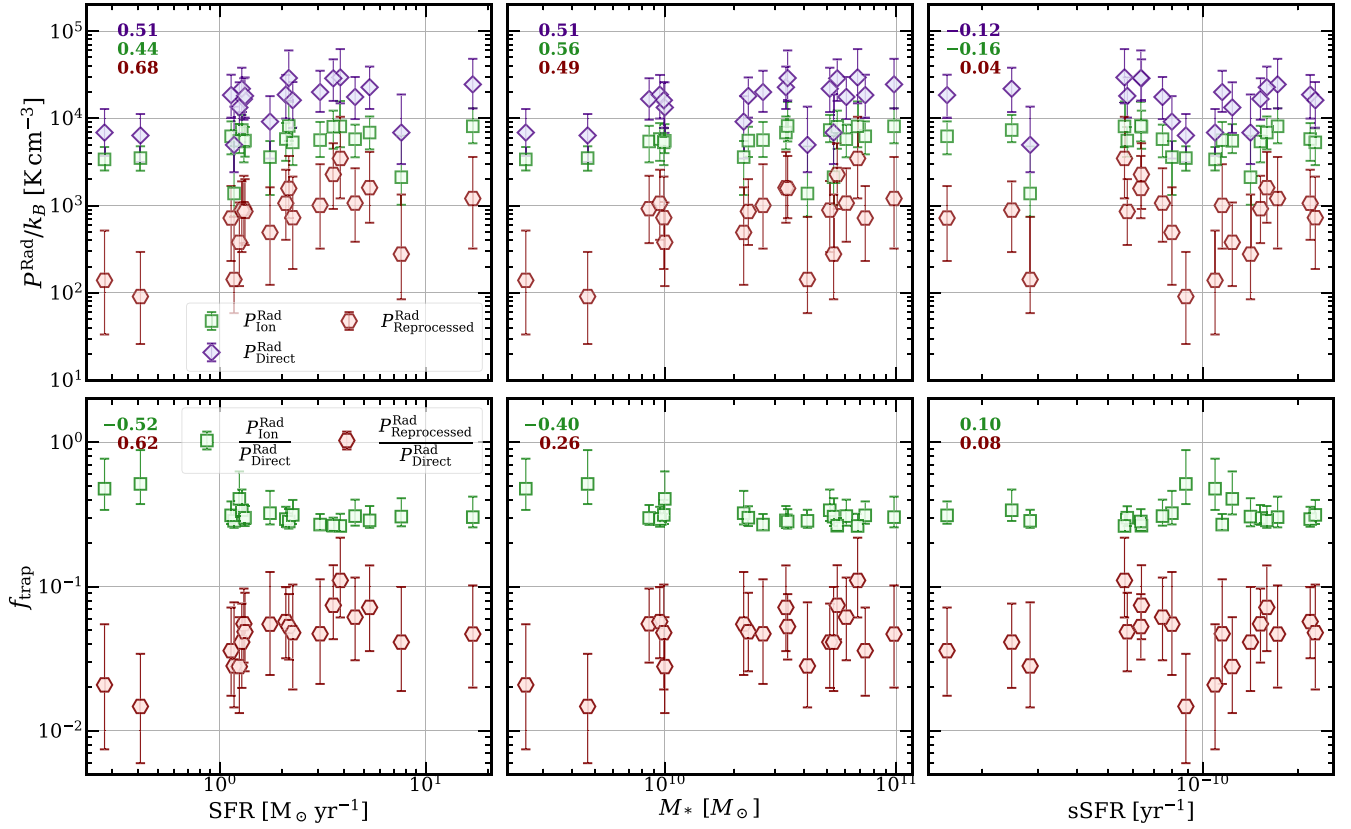 0.51
0.44
0.68
0.51
0.56
0.49
−0.12
−0.16
0.04
10^5
10^4
10^3
10^2
10^1
P^Rad/k_B [K cm^−3]
P^Rad_Ion
P^Rad_Direct
P^Rad_Reprocessed
−0.52
0.62
P^Rad_Ion / P^Rad_Direct
P^Rad_Reprocessed / P^Rad_Direct
−0.40
0.26
0.10
0.08
10^0
10^−1
10^−2
f_trap
10^0 10^1
10^10 10^11
10^−10
SFR [M_⊙ yr^−1]
M_* [M_⊙]
sSFR [yr^−1]